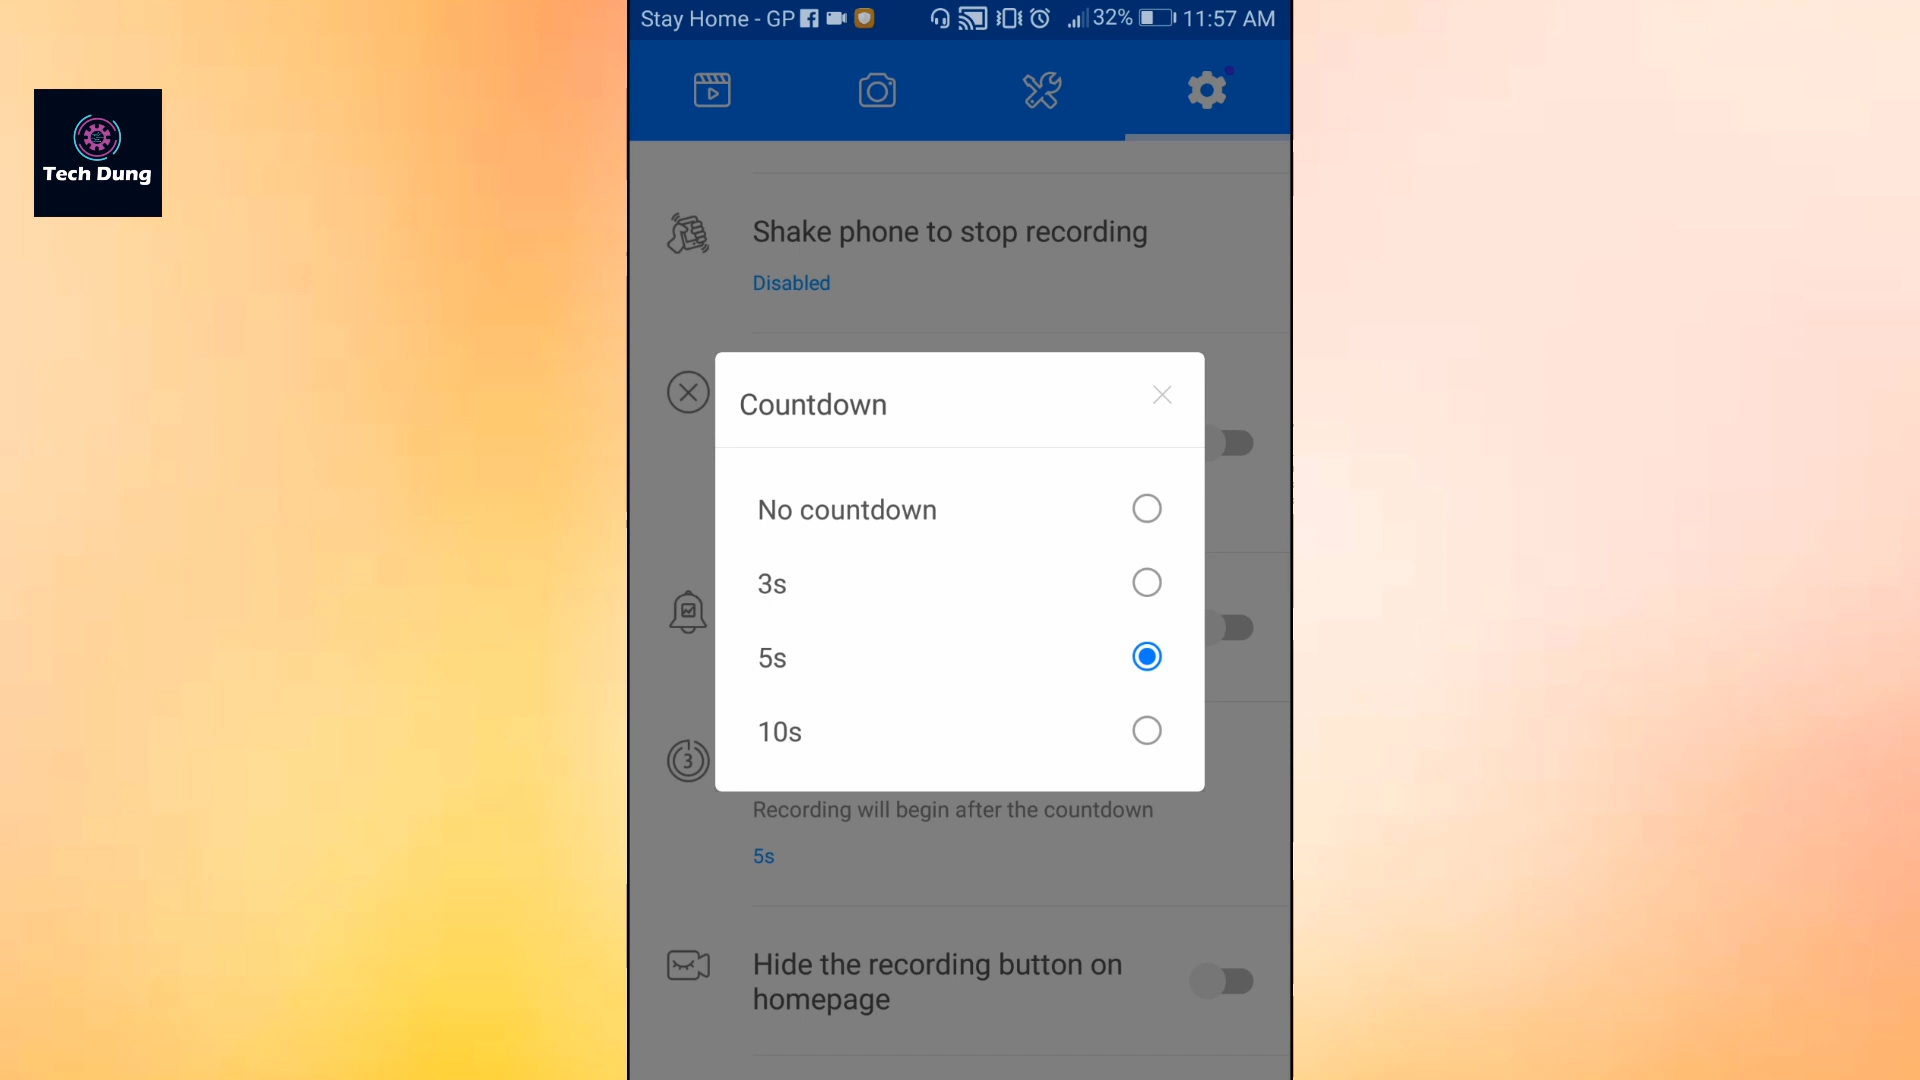 Stay Home - GP
32%
11:57 AM
Tech Dung
Shake phone to stop recording
Disabled
Countdown
No countdown
3s
5s
10s
3
Recording will begin after the countdown
5s
Hide the recording button on
homepage